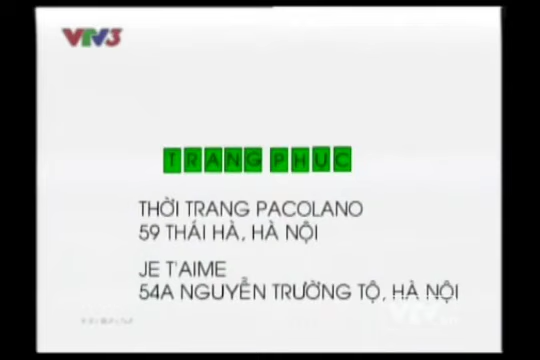 VTV3
TRANG PHỤC
THỜI TRANG PACOLANO
59 THÁI HÀ, HÀ NỘI
JE T'AIME
54A NGUYỄN TRƯỜNG TỘ, HÀ NỘI